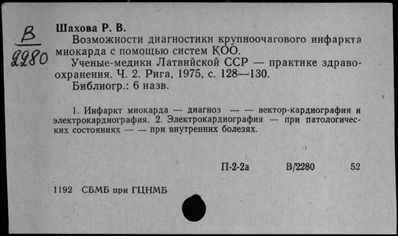 В/2280
Шахова Р. В.
Возможности диагностики крупноочагового инфаркта
миокарда с помощью систем КОО.
Ученые-медики Латвийской ССР — практике здраво-
охранения. Ч. 2. Рига, 1975, с. 128—130.
Библиогр.: 6 назв.
1. Инфаркт миокарда — диагноз — — вектор-кардиография и
электрокардиография. 2. Электрокардиография — при патологичес-
ких состояниях — — при внутренних болезях.
П-2-2а В/2280 52
1192 СБМБ при ГЦНМБ